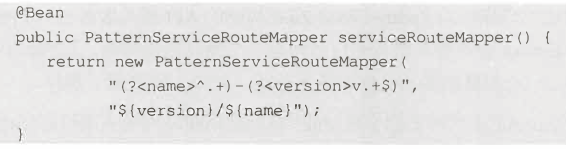 @Bean
public PatternServiceRouteMapper serviceRouteMapper() {
    return new PatternServiceRouteMapper(
            "(?<name>^.+)-(?<version>v.+$)",
            "${version}/${name}");
}